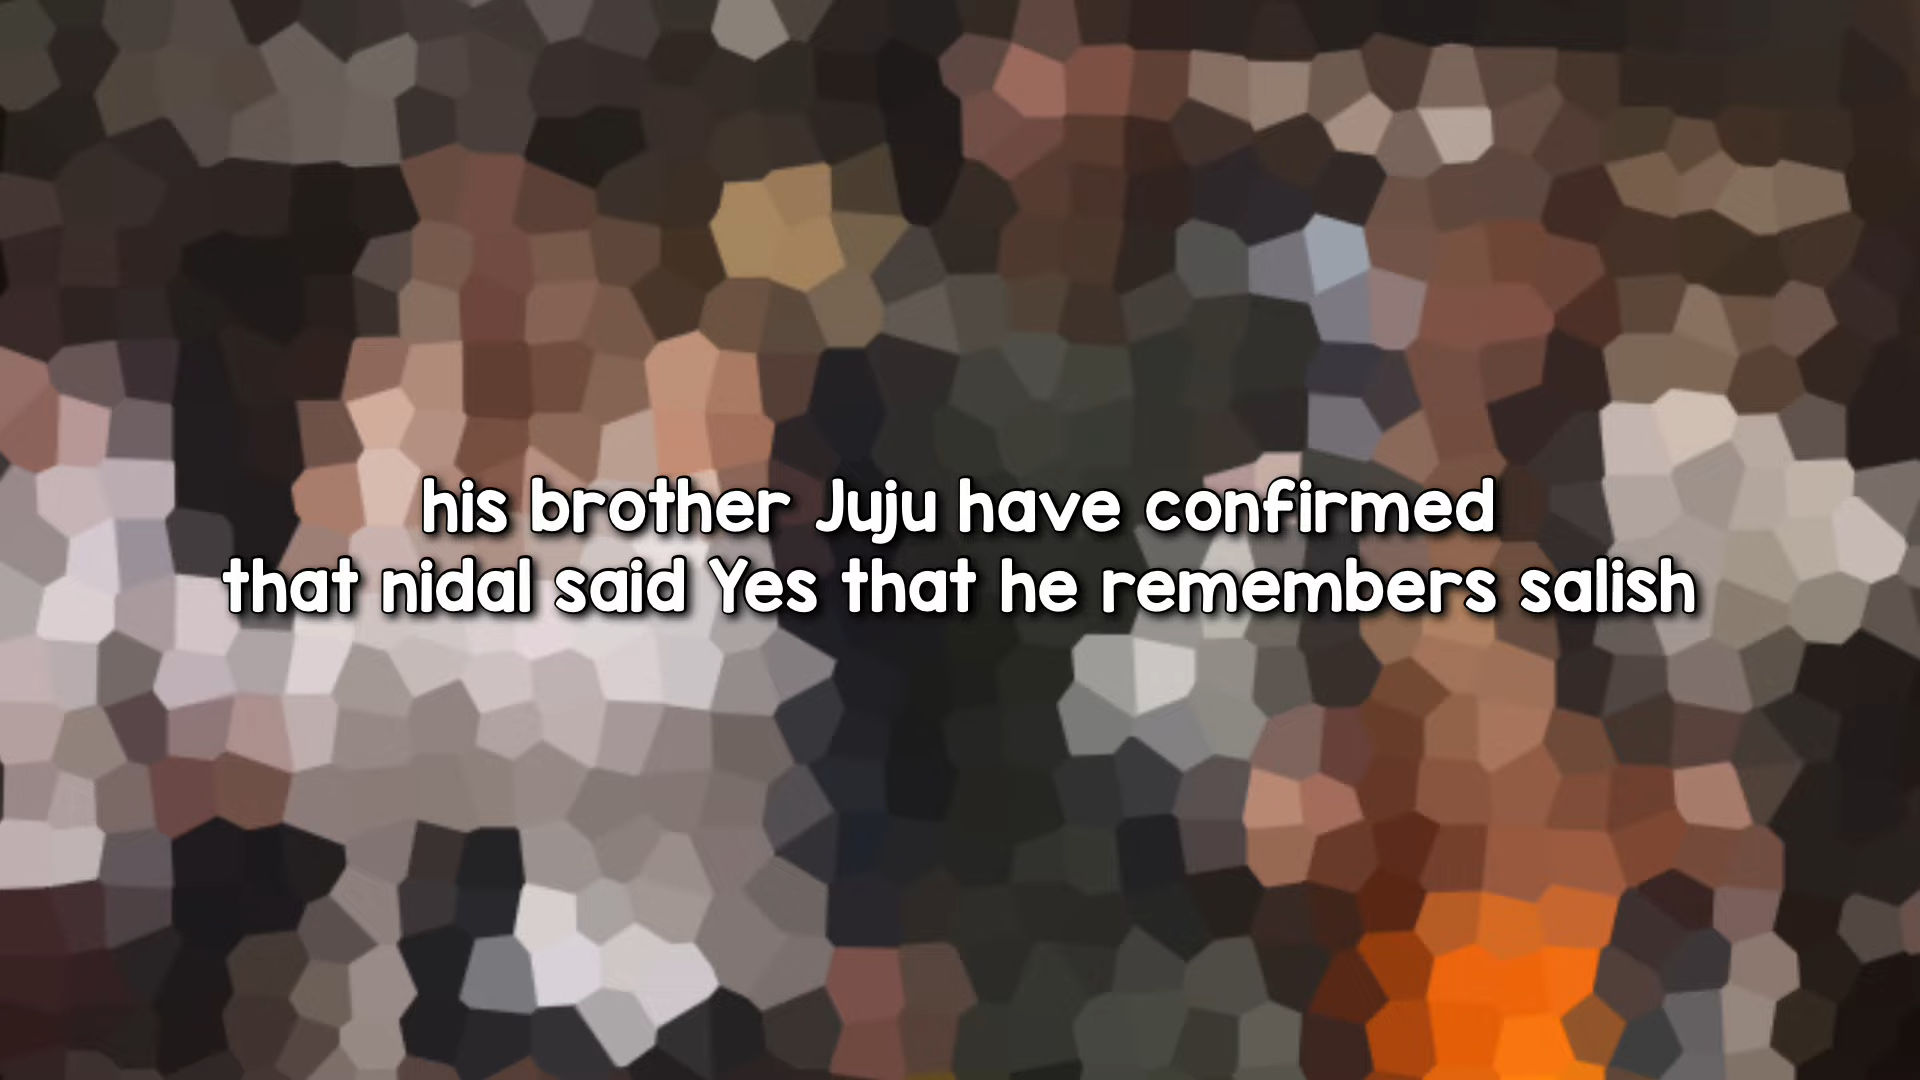 his brother Juju have confirmed
that nidal said Yes that he remembers salish